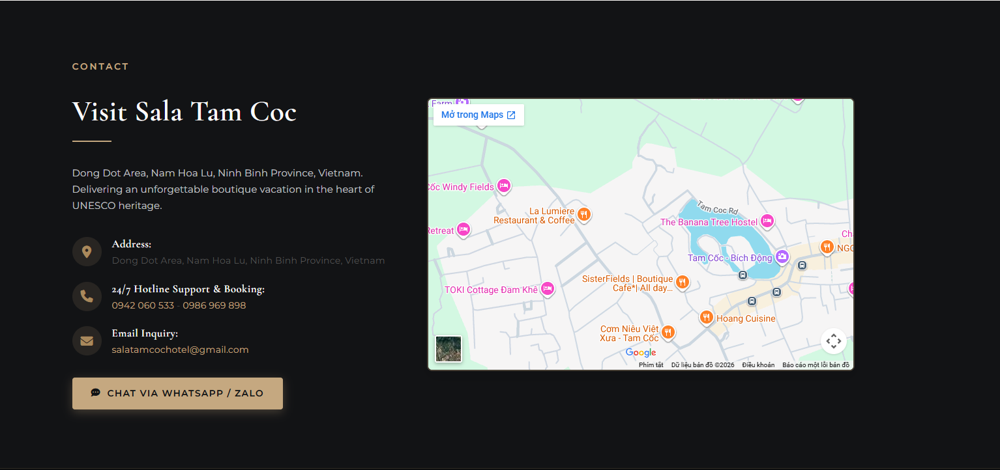 CONTACT
Visit Sala Tam Coc
Dong Dot Area, Nam Hoa Lu, Ninh Binh Province, Vietnam.
Delivering an unforgettable boutique vacation in the heart of
UNESCO heritage.
Address:
Dong Dot Area, Nam Hoa Lu, Ninh Binh Province, Vietnam
24/7 Hotline Support & Booking:
0942 060 533 - 0986 969 898
Email Inquiry:
salatamcochotel@gmail.com
CHAT VIA WHATSAPP / ZALO
Farm
Mở trong Maps
Cốc Windy Fields
La Lumiere
Restaurant & Coffee
Retreat
Tam Coc Rd
The Banana Tree Hostel
Tam Cốc - Bích Động
NGO
SisterFields | Boutique
Cafe*| All day...
TOKI Cottage Đam Khê
Hoang Cuisine
Cơm Niêu Việt
Xưa - Tam Cốc
Google
Phím tắt
Dữ liệu bản đồ ©2026
Điều khoản
Báo cáo một lỗi bản đồ